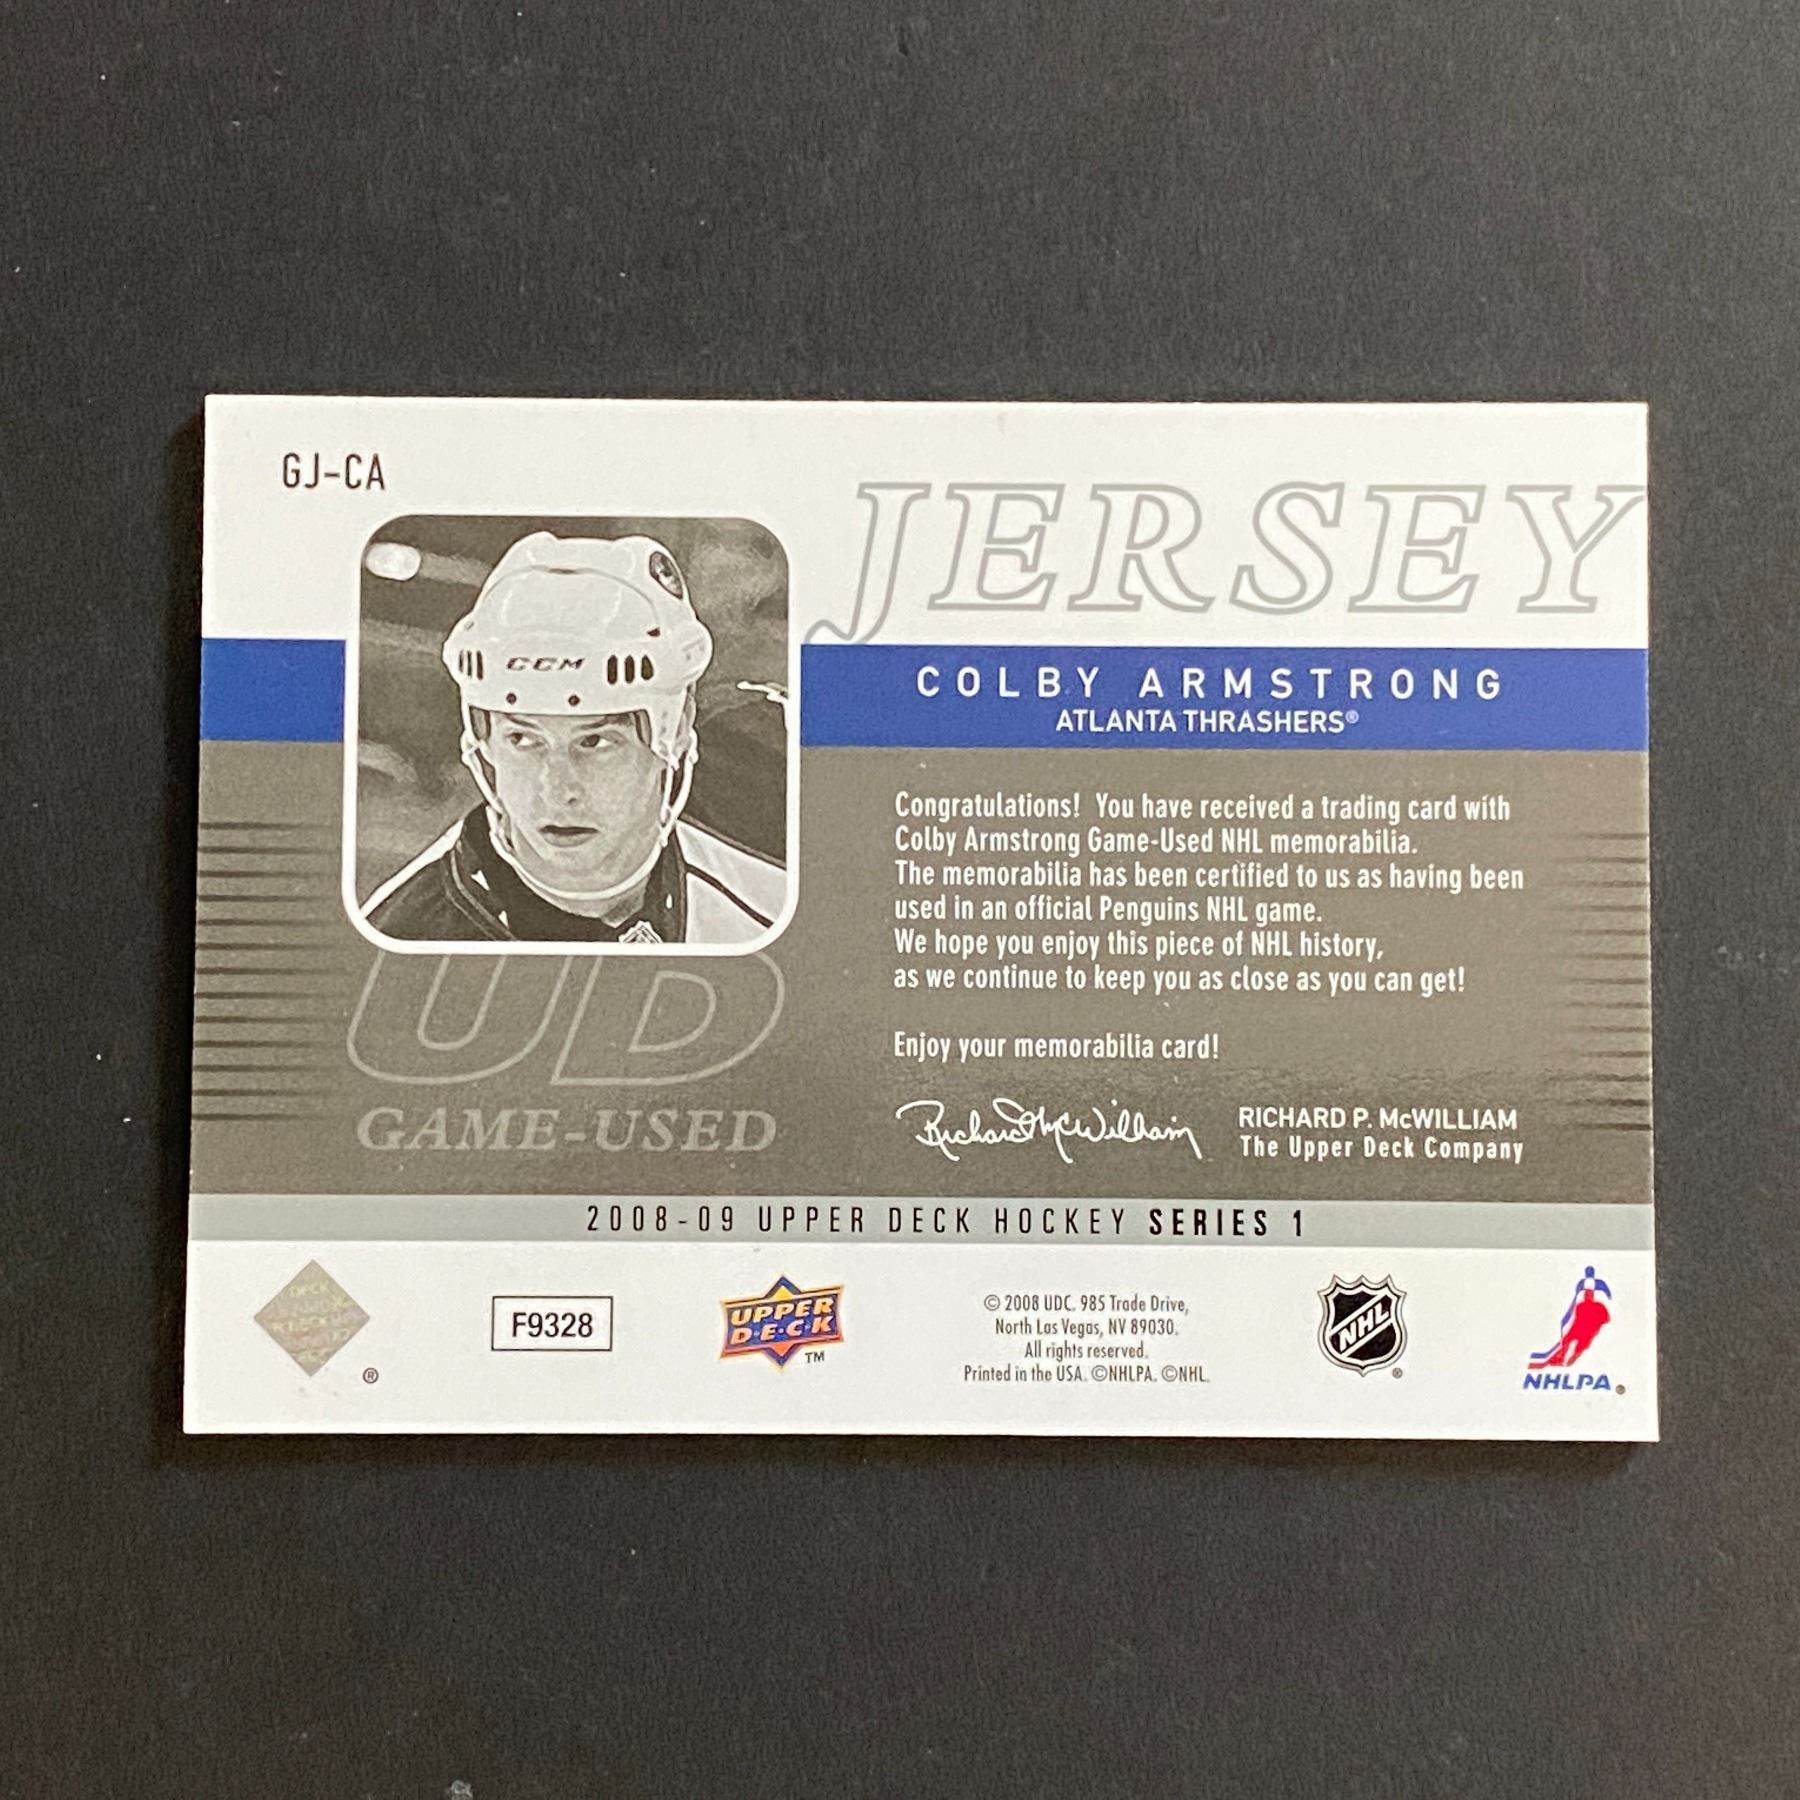 GJ-CA
JERSEY
CCM
COLBY ARMSTRONG
ATLANTA THRASHERS®
Congratulations! You have received a trading card with
Colby Armstrong Game-Used NHL memorabilia.
The memorabilia has been certified to us as having been
used in an official Penguins NHL game.
We hope you enjoy this piece of NHL history,
as we continue to keep you as close as you can get!
Enjoy your memorabilia card!
UD
GAME-USED
Richard McWilliam
RICHARD P. McWILLIAM
The Upper Deck Company
2008-09 UPPER DECK HOCKEY SERIES 1
®
F9328
UPPER
D·E·C·K
TM
© 2008 UDC. 985 Trade Drive,
North Las Vegas, NV 89030.
All rights reserved.
Printed in the USA. ©NHLPA. ©NHL.
NHL
®
NHLPA®